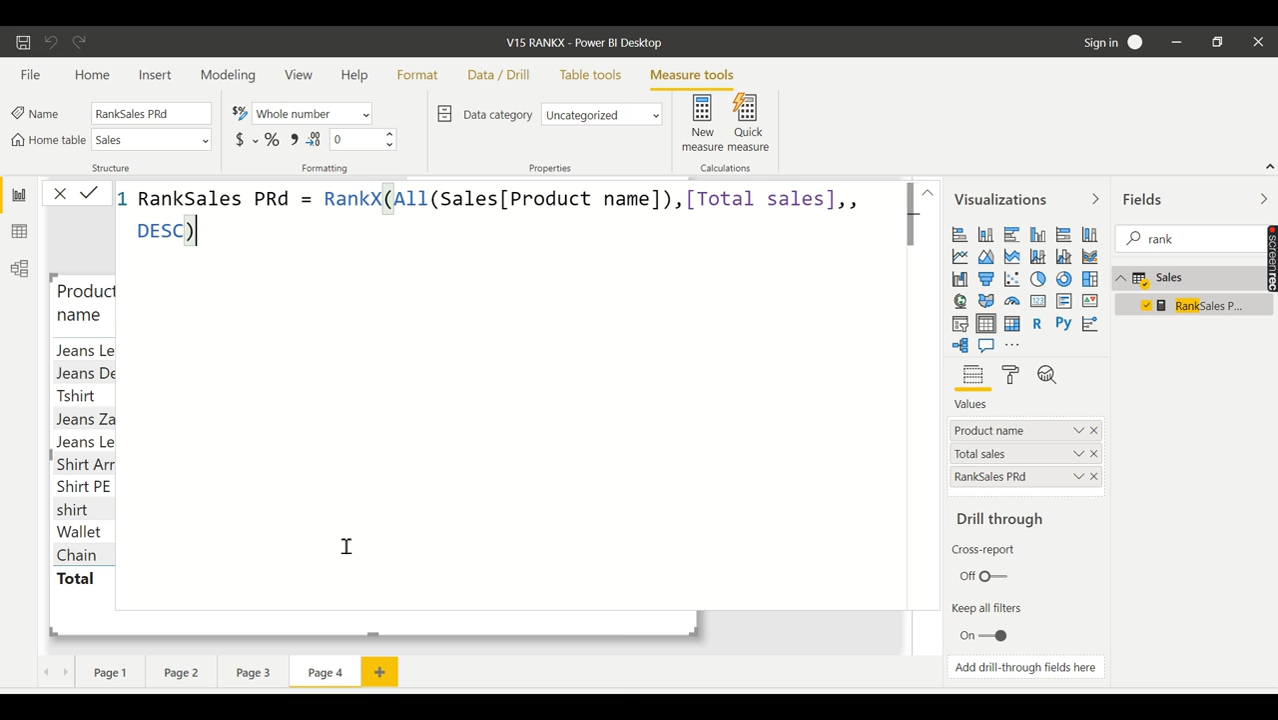 V15 RANKX - Power BI Desktop
Sign in
File Home Insert Modeling View Help Format Data / Drill Table tools Measure tools
Name RankSales PRd
Home table Sales
Structure
Whole number
$ % , 0
Formatting
Data category Uncategorized
Properties
New measure
Quick measure
Calculations
1 RankSales PRd = RankX(All(Sales[Product name]),[Total sales],,
DESC)
Product
name
Jeans Le
Jeans De
Tshirt
Jeans Za
Jeans Le
Shirt Arr
Shirt PE
shirt
Wallet
Chain
Total
Page 1 Page 2 Page 3 Page 4 +
Visualizations
R Py
Values
Product name
Total sales
RankSales PRd
Drill through
Cross-report
Off
Keep all filters
On
Add drill-through fields here
Fields
rank
Sales
RankSales P...
screenrec